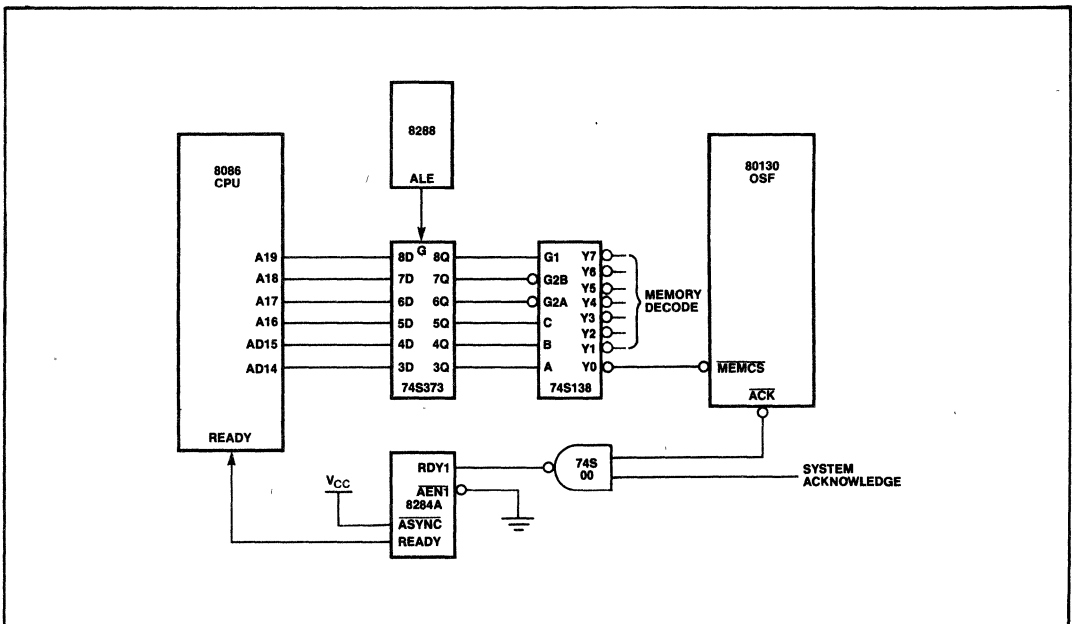 8288
ALE
8086
CPU
A19
A18
A17
A16
AD15
AD14
READY
G
8D 8Q
7D 7Q
6D 6Q
5D 5Q
4D 4Q
3D 3Q
74S373
G1 Y7
G2B Y6
G2A Y5
Y4
C Y3
B Y2
Y1
A Y0
74S138
MEMORY
DECODE
80130
OSF
MEMCS
ACK
VCC
RDY1
AEN1
8284A
ASYNC
READY
74S
00
SYSTEM
ACKNOWLEDGE